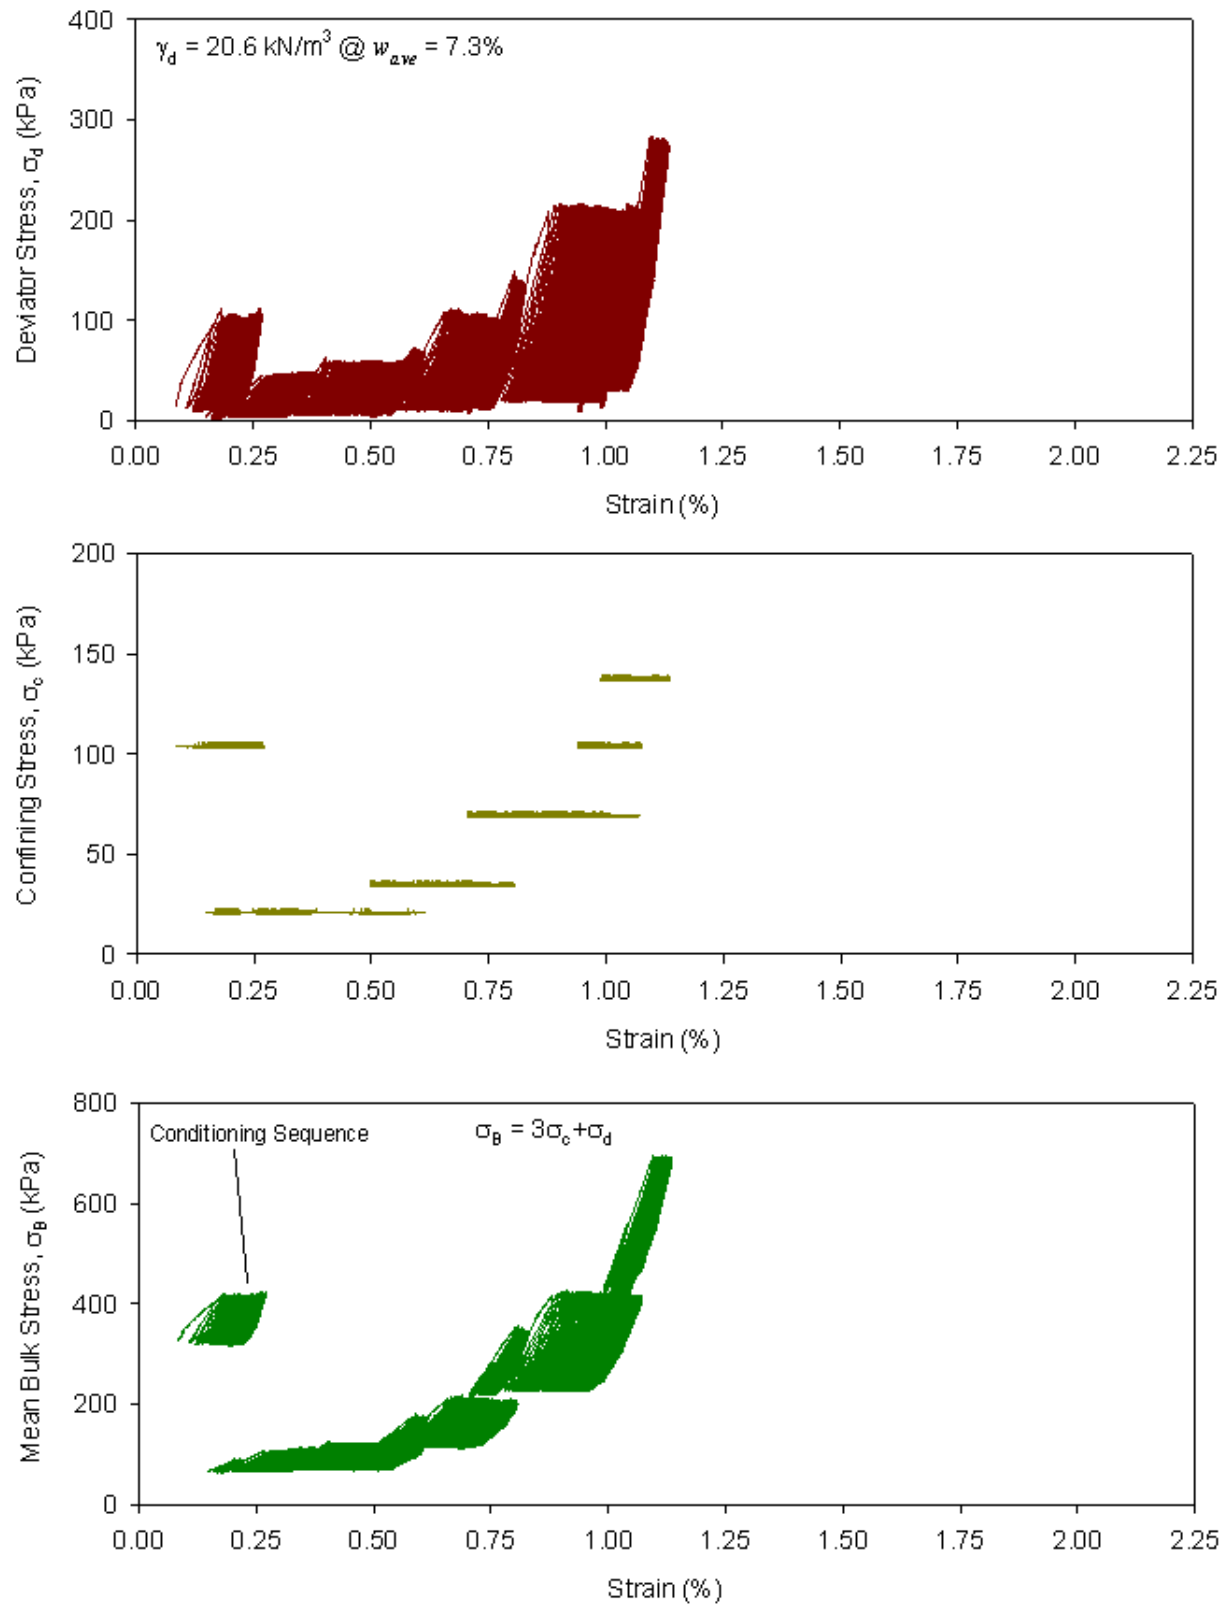 400
γd = 20.6 kN/m3 @ wave = 7.3%
300
200
100
0
Deviator Stress, σd (kPa)
0.00 0.25 0.50 0.75 1.00 1.25 1.50 1.75 2.00 2.25
Strain (%)
200
150
100
50
0
Confining Stress, σc (kPa)
0.00 0.25 0.50 0.75 1.00 1.25 1.50 1.75 2.00 2.25
Strain (%)
800
Conditioning Sequence
σB = 3σc+σd
600
400
200
0
Mean Bulk Stress, σB (kPa)
0.00 0.25 0.50 0.75 1.00 1.25 1.50 1.75 2.00 2.25
Strain (%)